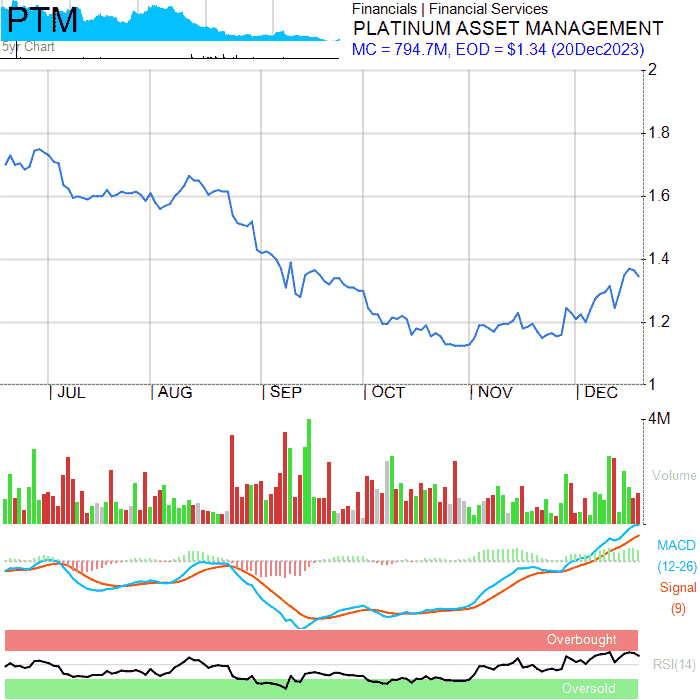 PTM
5yr Chart
Financials | Financial Services
PLATINUM ASSET MANAGEMENT
MC = 794.7M, EOD = $1.34 (20Dec2023)
2
1.8
1.6
1.4
1.2
1
JUL AUG SEP OCT NOV DEC
4M
Volume
MACD
(12-26)
Signal
(9)
Overbought
RSI(14)
Oversold